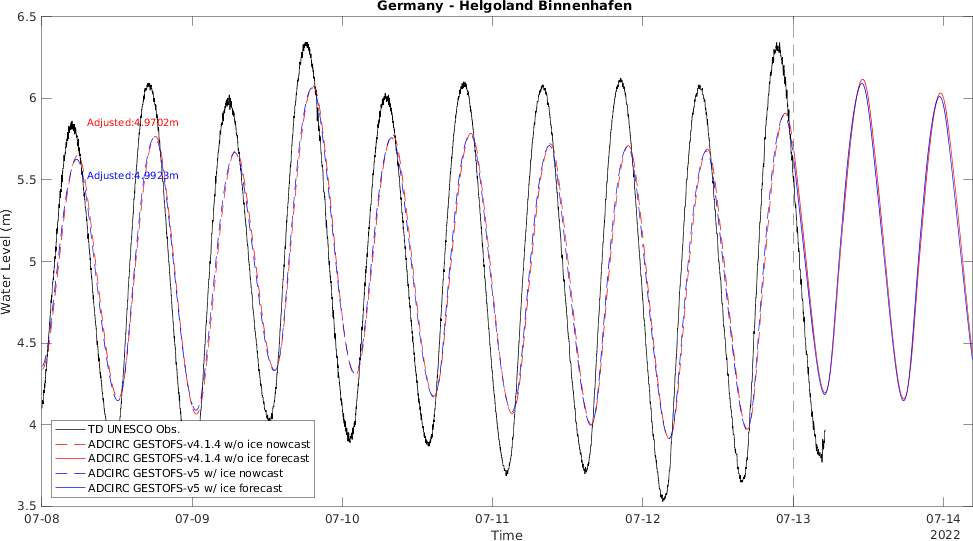 Germany - Helgoland Binnenhafen
6.5
6
5.5
5
4.5
4
3.5
Water Level (m)
Adjusted:4.9702m
Adjusted:4.9923m
TD UNESCO Obs.
ADCIRC GESTOFS-v4.1.4 w/o ice nowcast
ADCIRC GESTOFS-v4.1.4 w/o ice forecast
ADCIRC GESTOFS-v5 w/ ice nowcast
ADCIRC GESTOFS-v5 w/ ice forecast
07-08 07-09 07-10 07-11 07-12 07-13 07-14
Time
2022